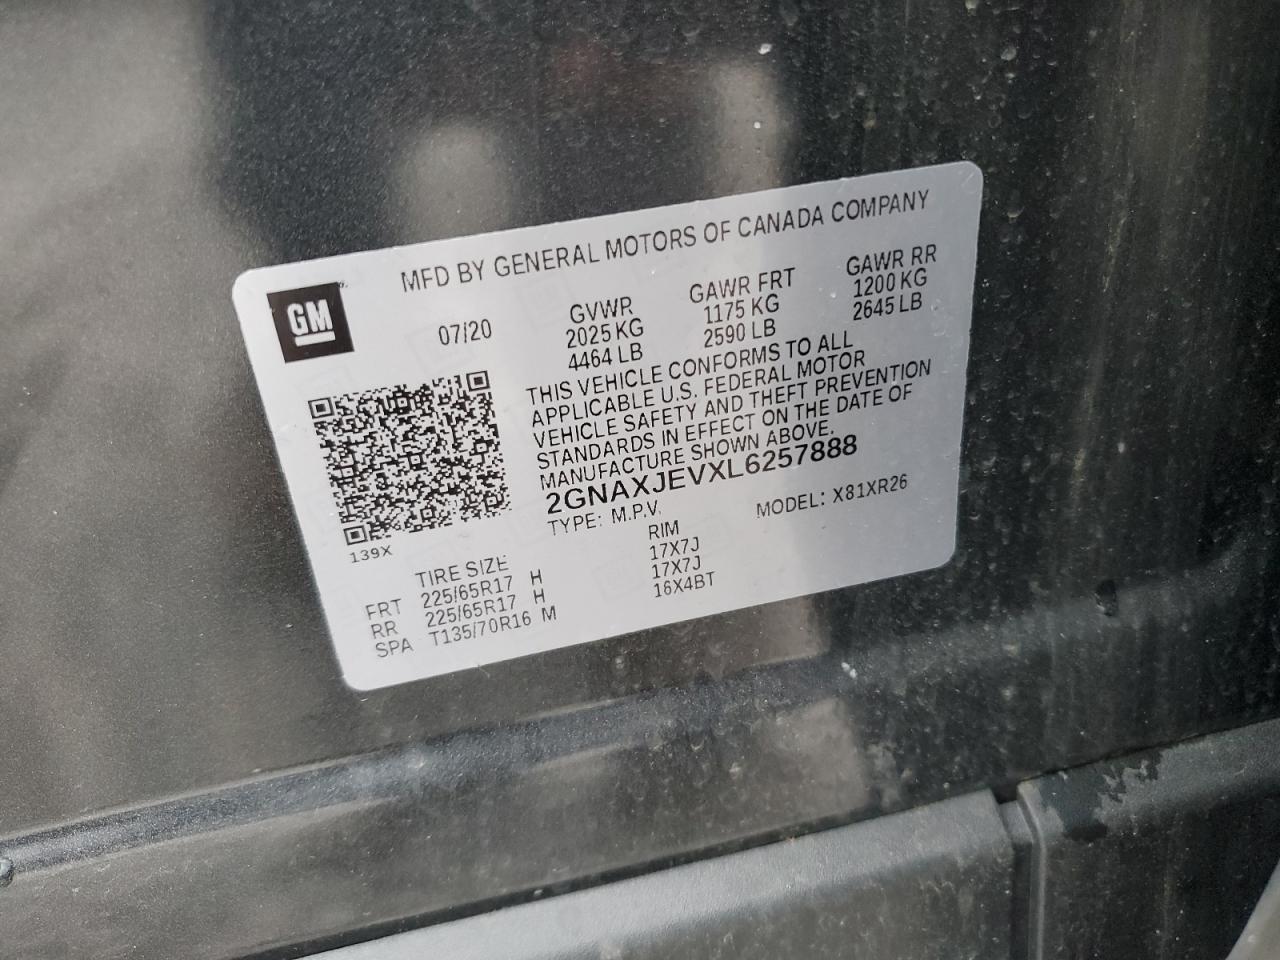 MFD BY GENERAL MOTORS OF CANADA COMPANY
GM
07/20
GVWR
2025 KG
4464 LB
GAWR FRT
1175 KG
2590 LB
GAWR RR
1200 KG
2645 LB
THIS VEHICLE CONFORMS TO ALL
APPLICABLE U.S. FEDERAL MOTOR
VEHICLE SAFETY AND THEFT PREVENTION
STANDARDS IN EFFECT ON THE DATE OF
MANUFACTURE SHOWN ABOVE.
2GNAXJEVXL6257888
TYPE: M.P.V. MODEL: X81XR26
139X
TIRE SIZE RIM
FRT 225/65R17 H 17X7J
RR 225/65R17 H 17X7J
SPA T135/70R16 M 16X4BT